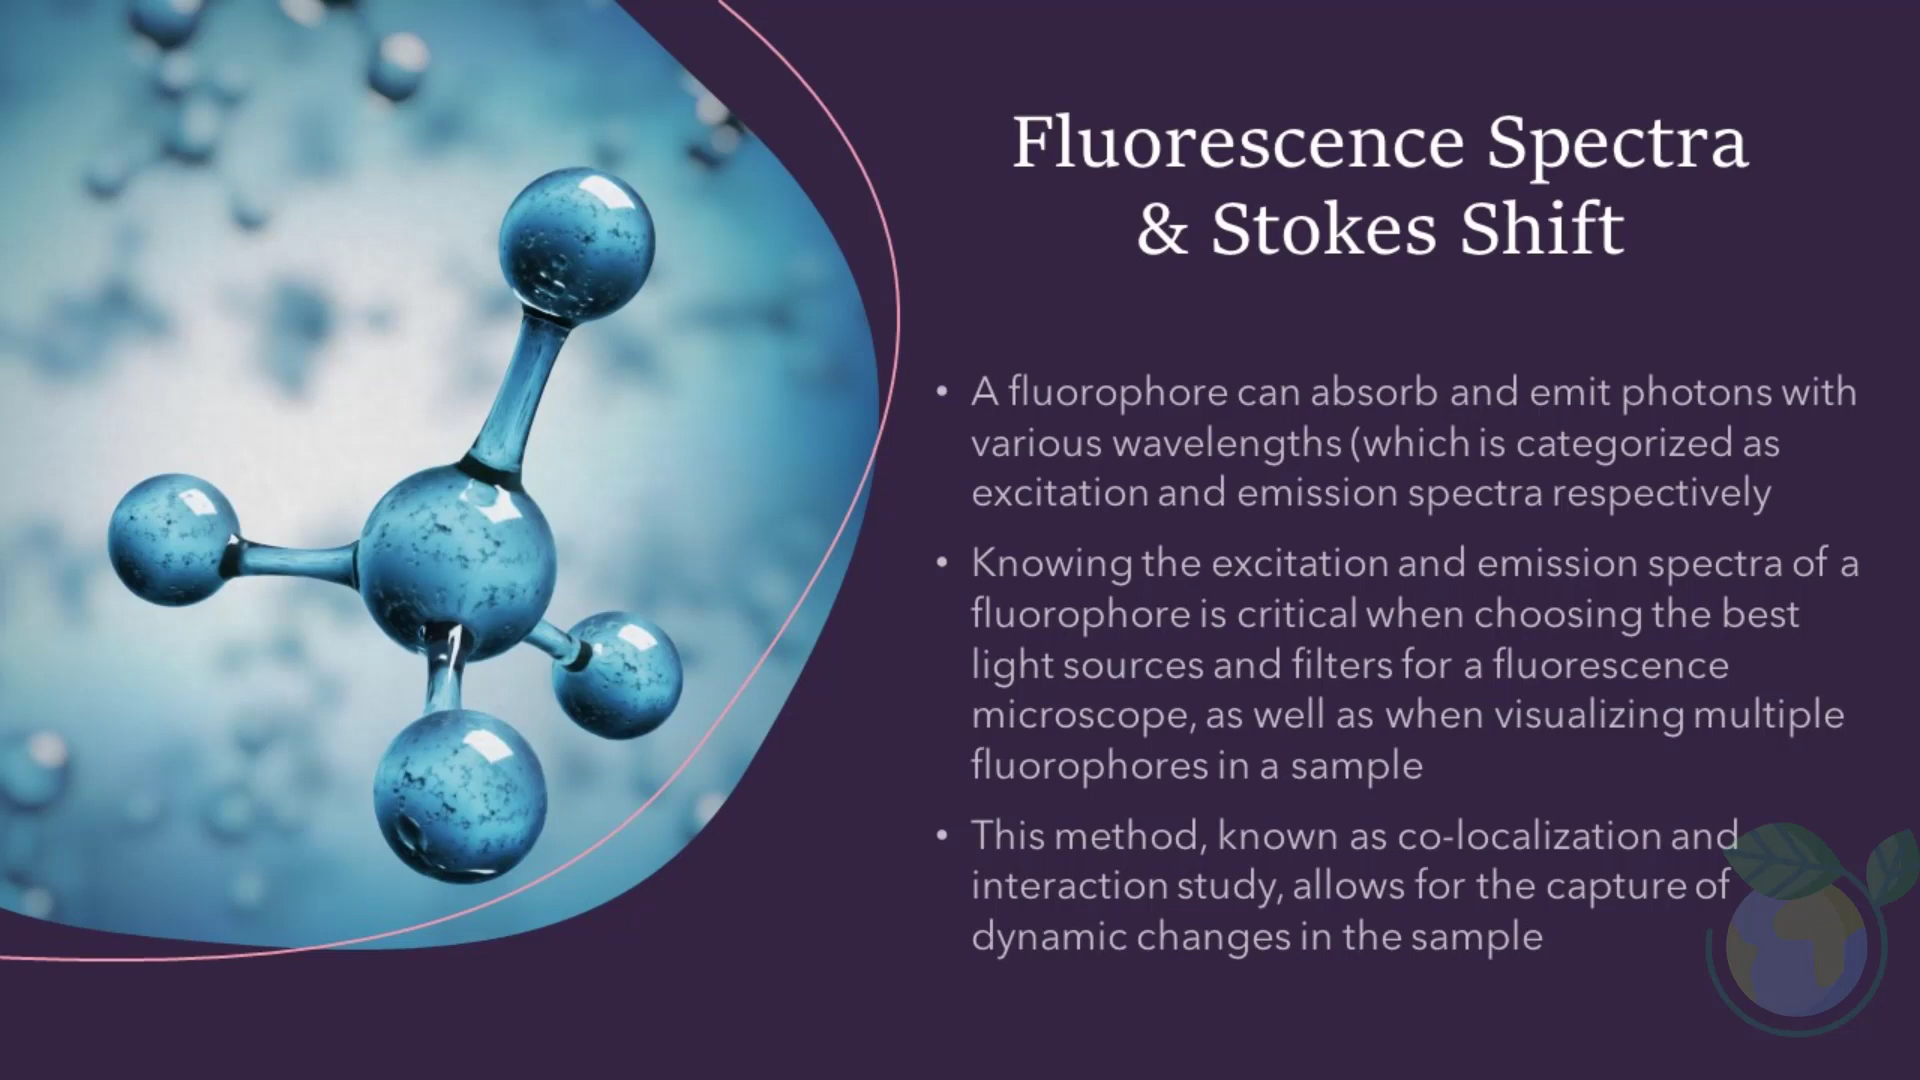 Fluorescence Spectra
& Stokes Shift
• A fluorophore can absorb and emit photons with
various wavelengths (which is categorized as
excitation and emission spectra respectively
• Knowing the excitation and emission spectra of a
fluorophore is critical when choosing the best
light sources and filters for a fluorescence
microscope, as well as when visualizing multiple
fluorophores in a sample
• This method, known as co-localization and
interaction study, allows for the capture of
dynamic changes in the sample